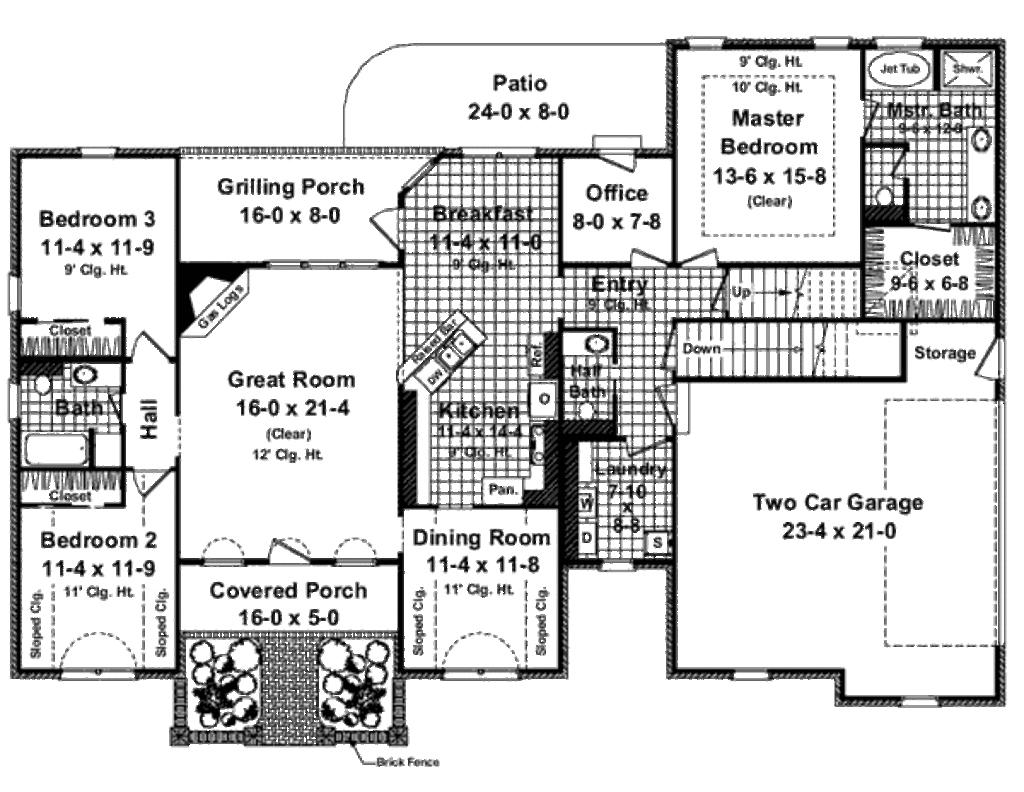 Patio
24-0 x 8-0
9' Clg. Ht.
10' Clg. Ht.
Master
Bedroom
13-6 x 15-8
(Clear)
Jet Tub
Shwr.
Mstr. Bath
9-6 x 12-8
Grilling Porch
16-0 x 8-0
Bedroom 3
11-4 x 11-9
9' Clg. Ht.
Breakfast
11-4 x 11-0
9' Clg. Ht.
Office
8-0 x 7-8
Closet
9-6 x 6-8
Entry
9' Clg. Ht.
Up
Gas Logs
Closet
Raised Bar
DW
Ref.
Down
Storage
Great Room
16-0 x 21-4
(Clear)
12' Clg. Ht.
Half
Bath
Bath
Hall
O
Kitchen
11-4 x 14-4
9' Clg. Ht.
Pan.
Laundry
7-10
x
8-8
W
D
S
Closet
Two Car Garage
23-4 x 21-0
Bedroom 2
11-4 x 11-9
11' Clg. Ht.
Sloped Clg.
Sloped Clg.
Dining Room
11-4 x 11-8
11' Clg. Ht.
Sloped Clg.
Sloped Clg.
Covered Porch
16-0 x 5-0
Brick Fence